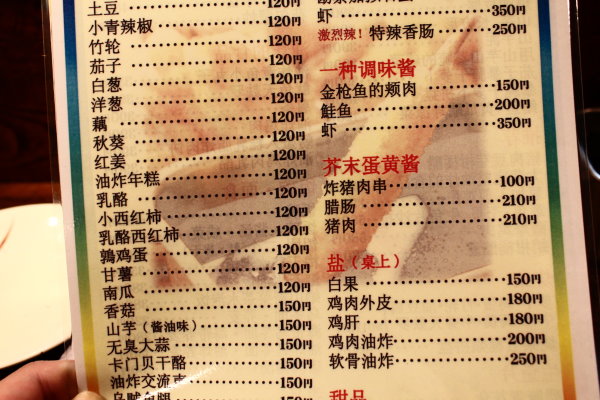 土豆 120円
小青辣椒 120円
竹轮 120円
茄子 120円
白葱 120円
洋葱 120円
藕 120円
秋葵 120円
红姜 120円
油炸年糕 120円
乳酪 120円
小西红柿 120円
乳酪西红柿 120円
鹑鸡蛋 120円
甘薯 120円
南瓜 120円
香菇 150円
山芋（酱油味） 150円
无臭大蒜 150円
卡门贝干酪 150円
油炸交流 150円
虾 350円
激烈辣！ 特辣香肠 250円
一种调味酱
金枪鱼的颊肉 150円
鲑鱼 200円
虾 350円
芥末蛋黄酱
炸猪肉串 100円
腊肠 210円
猪肉 210円
盐（桌上）
白果 150円
鸡肉外皮 180円
鸡肝 180円
鸡肉油炸 200円
软骨油炸 250円
甜品